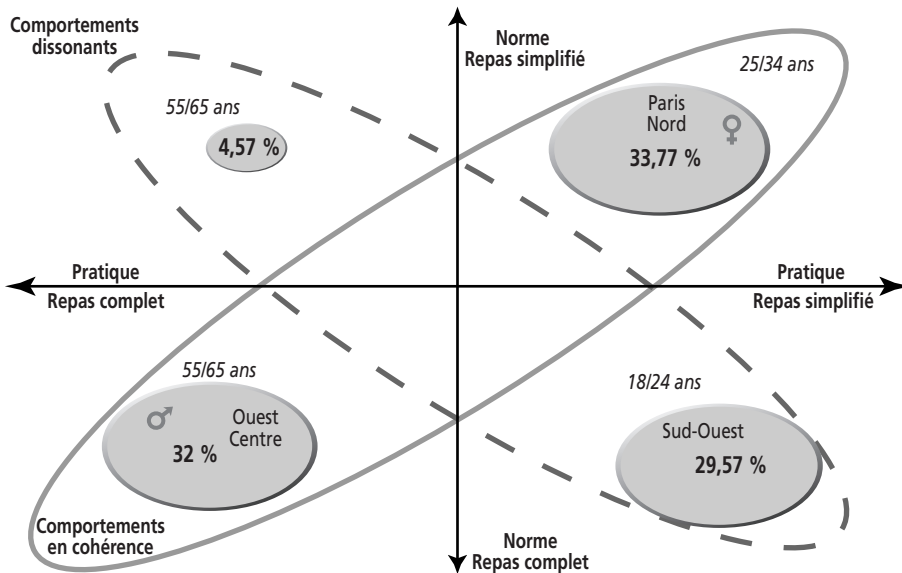 Comportements
dissonants
Norme
Repas simplifié
25/34 ans
55/65 ans
4,57 %
Paris
Nord
♀
33,77 %
Pratique
Repas complet
Pratique
Repas simplifié
55/65 ans
♂
Ouest
Centre
32 %
18/24 ans
Sud-Ouest
29,57 %
Comportements
en cohérence
Norme
Repas complet